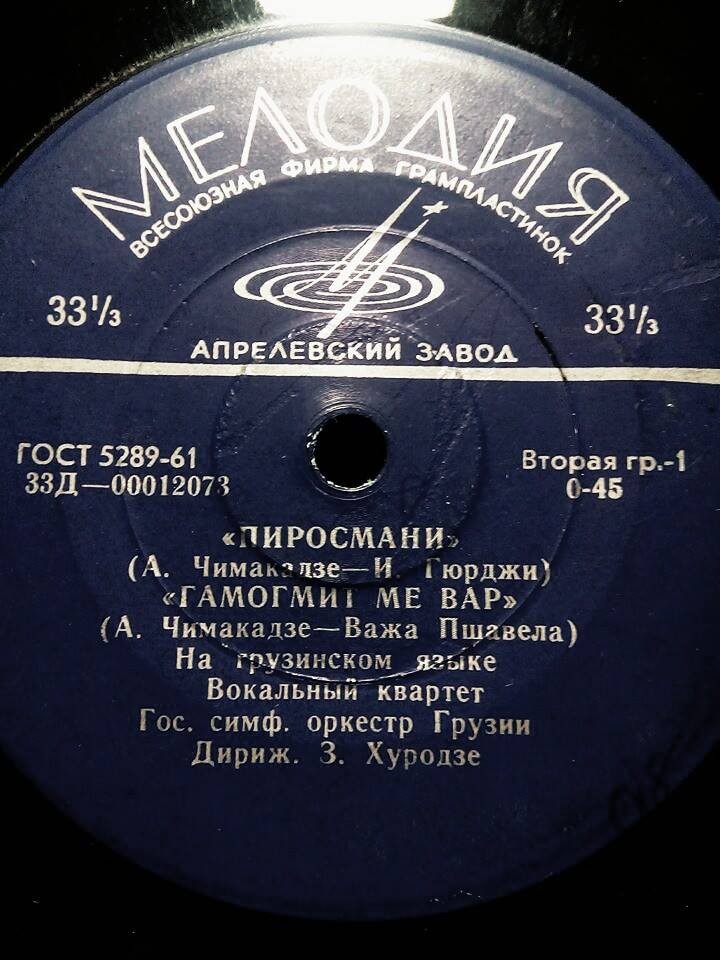 МЕЛОДИЯ
ВСЕСОЮЗНАЯ ФИРМА ГРАМПЛАСТИНОК
33⅓ 33⅓
АПРЕЛЕВСКИЙ ЗАВОД
ГОСТ 5289-61 Вторая гр.-1
33Д—00012073 0-45
«ПИРОСМАНИ»
(А. Чимакадзе—И. Гюрджи)
«ГАМОГМИТ МЕ ВАР»
(А. Чимакадзе—Важа Пшавела)
На грузинском языке
Вокальный квартет
Гос. симф. оркестр Грузии
Дириж. З. Хуродзе